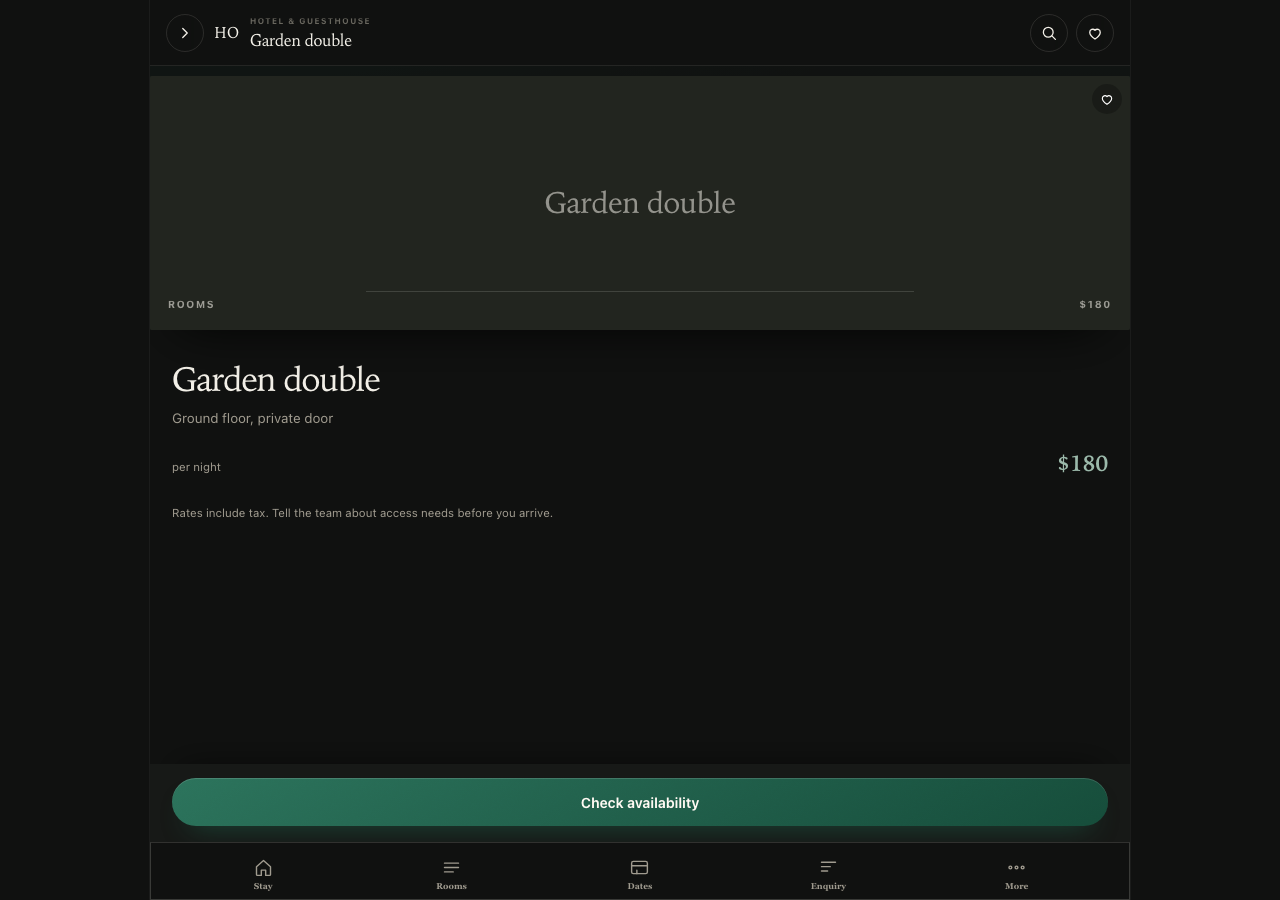 HO
HOTEL & GUESTHOUSE
Garden double
Garden double
ROOMS
$180
Garden double
Ground floor, private door
per night
$180
Rates include tax. Tell the team about access needs before you arrive.
Check availability
Stay
Rooms
Dates
Enquiry
More